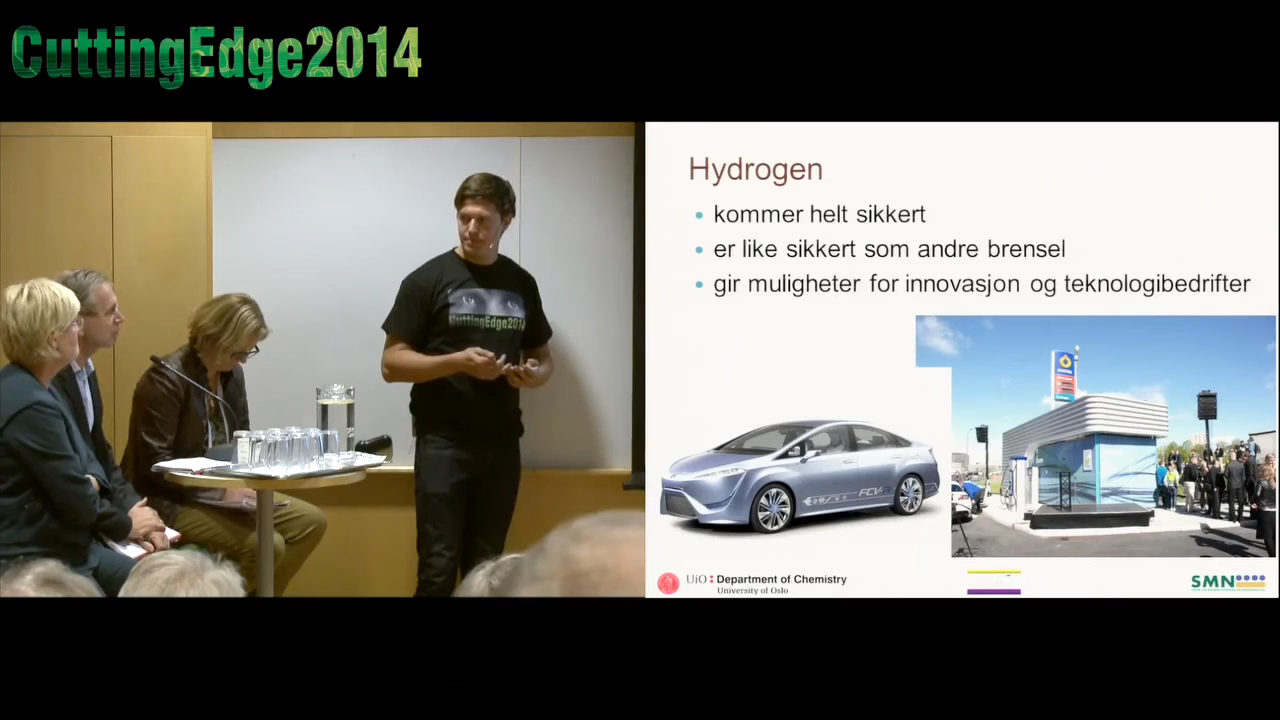 CuttingEdge2014
CuttingEdge2014
Hydrogen
kommer helt sikkert
er like sikkert som andre brensel
gir muligheter for innovasjon og teknologibedrifter
FCV-R
UiO: Department of Chemistry
University of Oslo
SMN